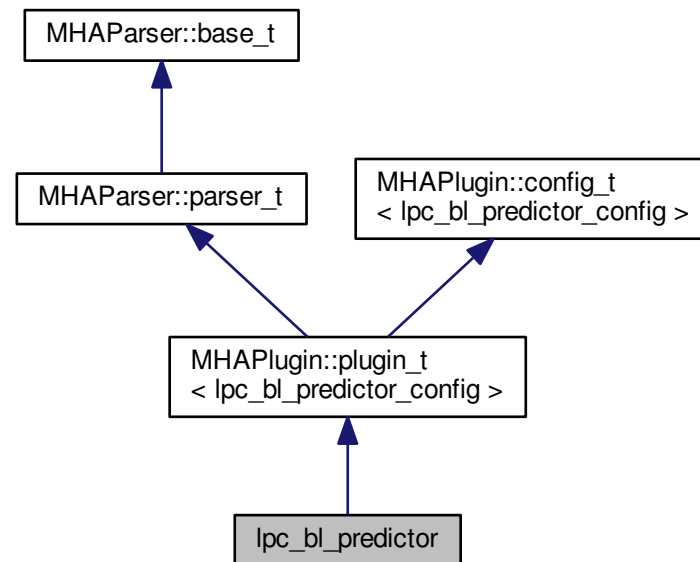 MHAParser::base_t
MHAParser::parser_t
MHAPlugin::config_t
< lpc_bl_predictor_config >
MHAPlugin::plugin_t
< lpc_bl_predictor_config >
lpc_bl_predictor